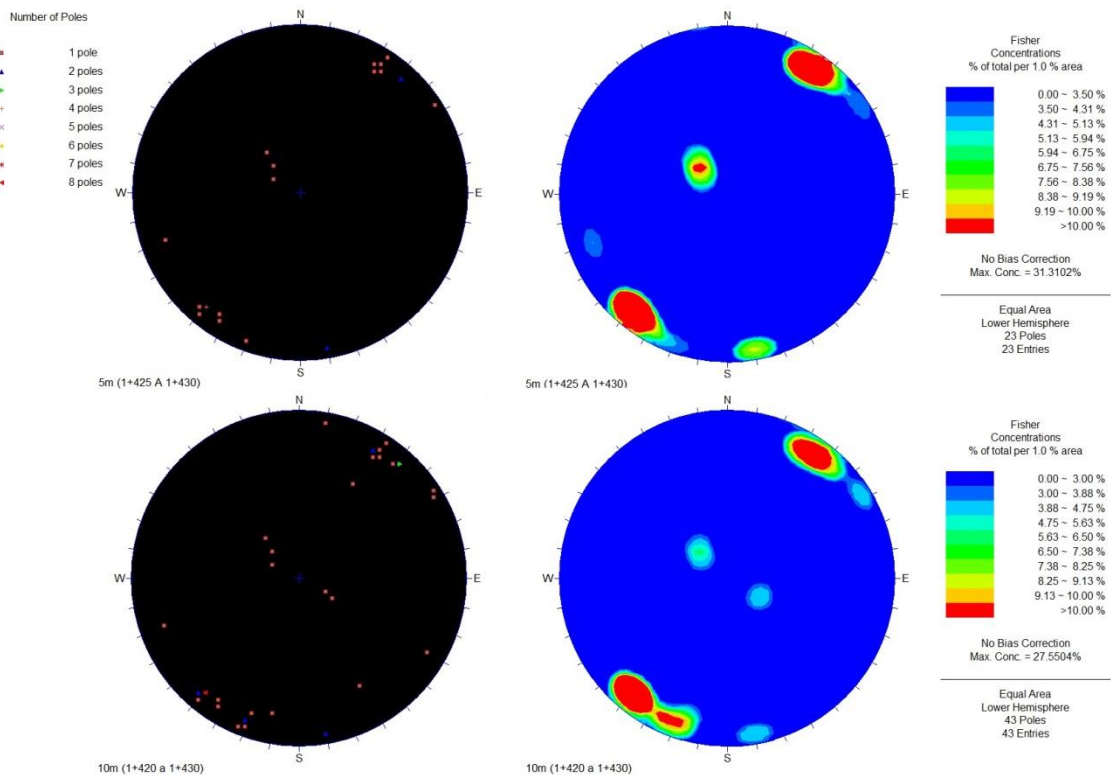 Number of Poles
1 pole
2 poles
3 poles
4 poles
5 poles
6 poles
7 poles
8 poles
N
W
E
S
5m (1+425 A 1+430)
N
W
E
S
5m (1+425 A 1+430)
Fisher
Concentrations
% of total per 1.0 % area
0.00 ~ 3.50 %
3.50 ~ 4.31 %
4.31 ~ 5.13 %
5.13 ~ 5.94 %
5.94 ~ 6.75 %
6.75 ~ 7.56 %
7.56 ~ 8.38 %
8.38 ~ 9.19 %
9.19 ~ 10.00 %
>10.00 %
No Bias Correction
Max. Conc. = 31.3102%
Equal Area
Lower Hemisphere
23 Poles
23 Entries
N
W
E
S
10m (1+420 a 1+430)
N
W
E
S
10m (1+420 a 1+430)
Fisher
Concentrations
% of total per 1.0 % area
0.00 ~ 3.00 %
3.00 ~ 3.88 %
3.88 ~ 4.75 %
4.75 ~ 5.63 %
5.63 ~ 6.50 %
6.50 ~ 7.38 %
7.38 ~ 8.25 %
8.25 ~ 9.13 %
9.13 ~ 10.00 %
>10.00 %
No Bias Correction
Max. Conc. = 27.5504%
Equal Area
Lower Hemisphere
43 Poles
43 Entries